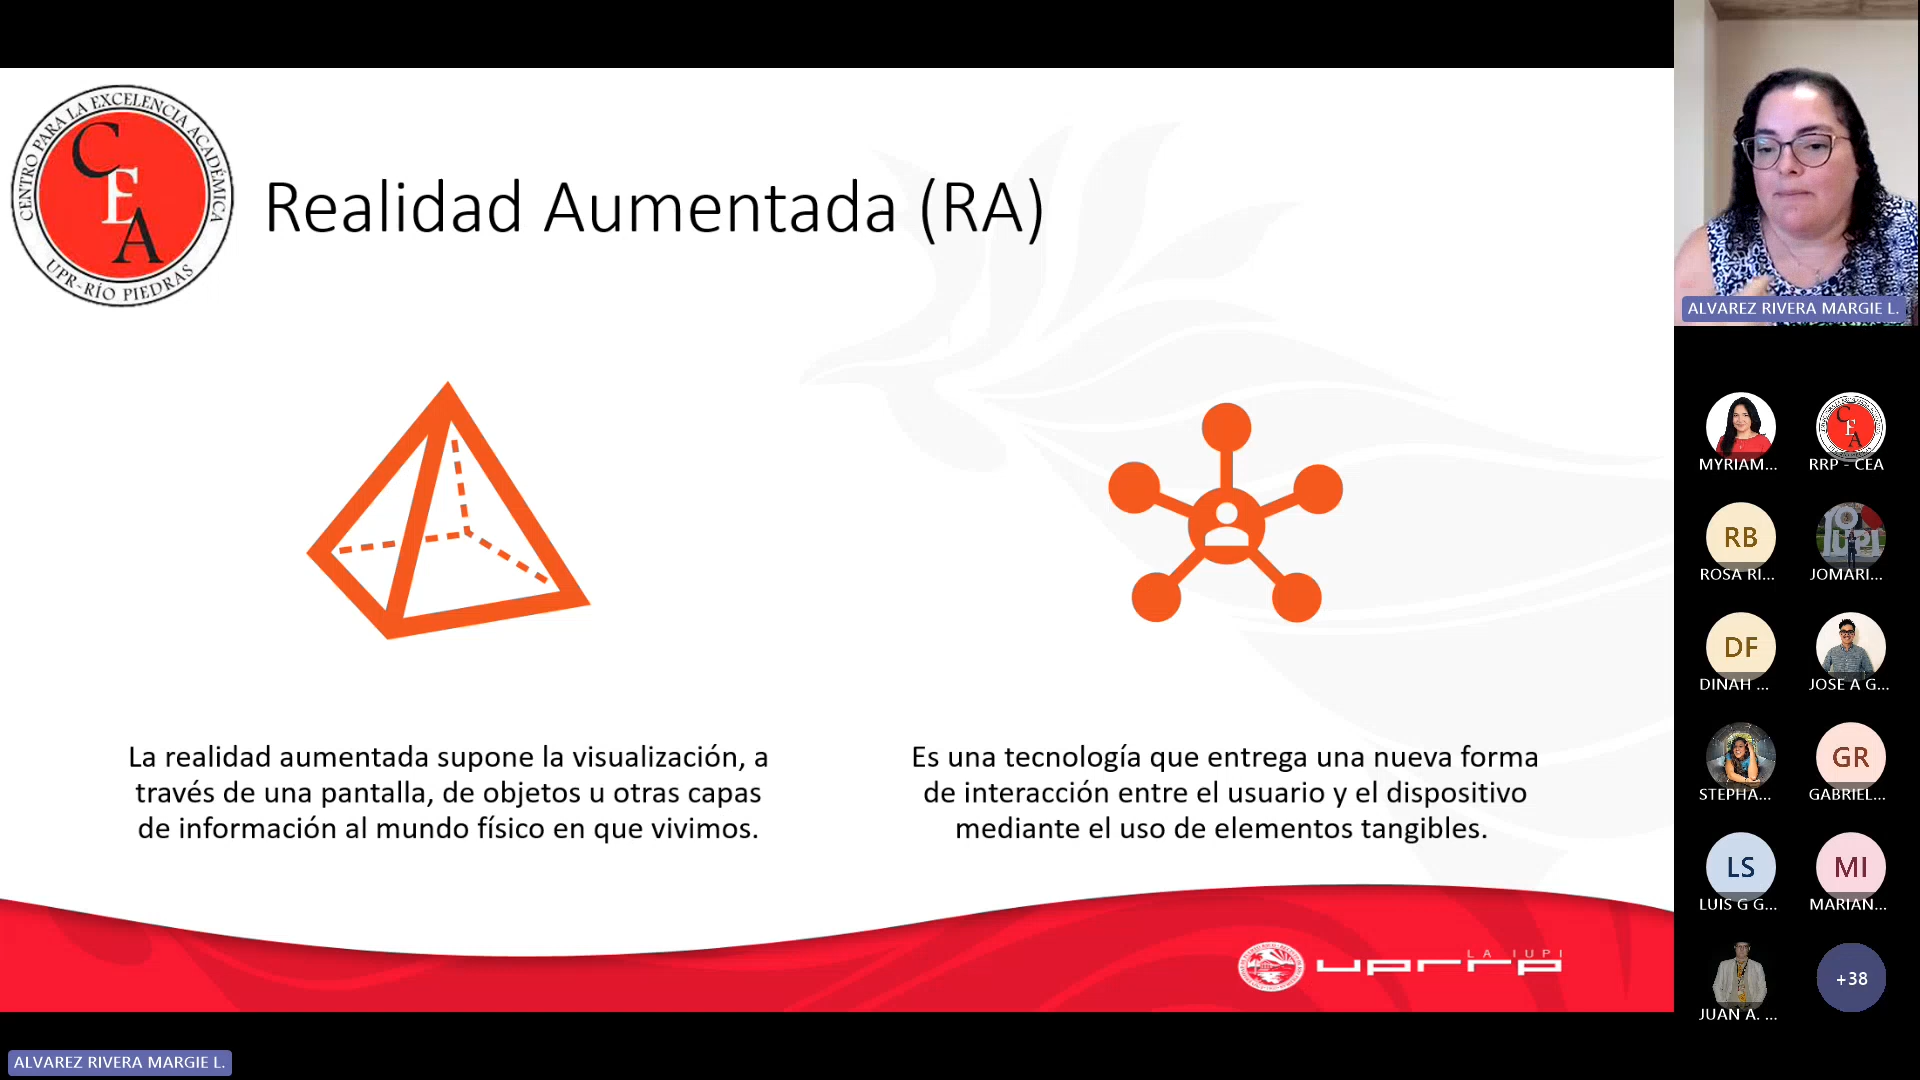 CENTRO PARA LA EXCELENCIA ACADÉMICA
CEA
UPR-RÍO PIEDRAS
Realidad Aumentada (RA)
La realidad aumentada supone la visualización, a
través de una pantalla, de objetos u otras capas
de información al mundo físico en que vivimos.
Es una tecnología que entrega una nueva forma
de interacción entre el usuario y el dispositivo
mediante el uso de elementos tangibles.
LA IUPI
uprrp
ALVAREZ RIVERA MARGIE L.
ALVAREZ RIVERA MARGIE L.
MYRIAM...
CEA
RRP - CEA
RB
ROSA RI...
IUPI
JOMARI...
DF
DINAH ...
JOSE A G...
STEPHA...
GR
GABRIEL...
LS
LUIS G G...
MI
MARIAN...
JUAN A. ...
+38